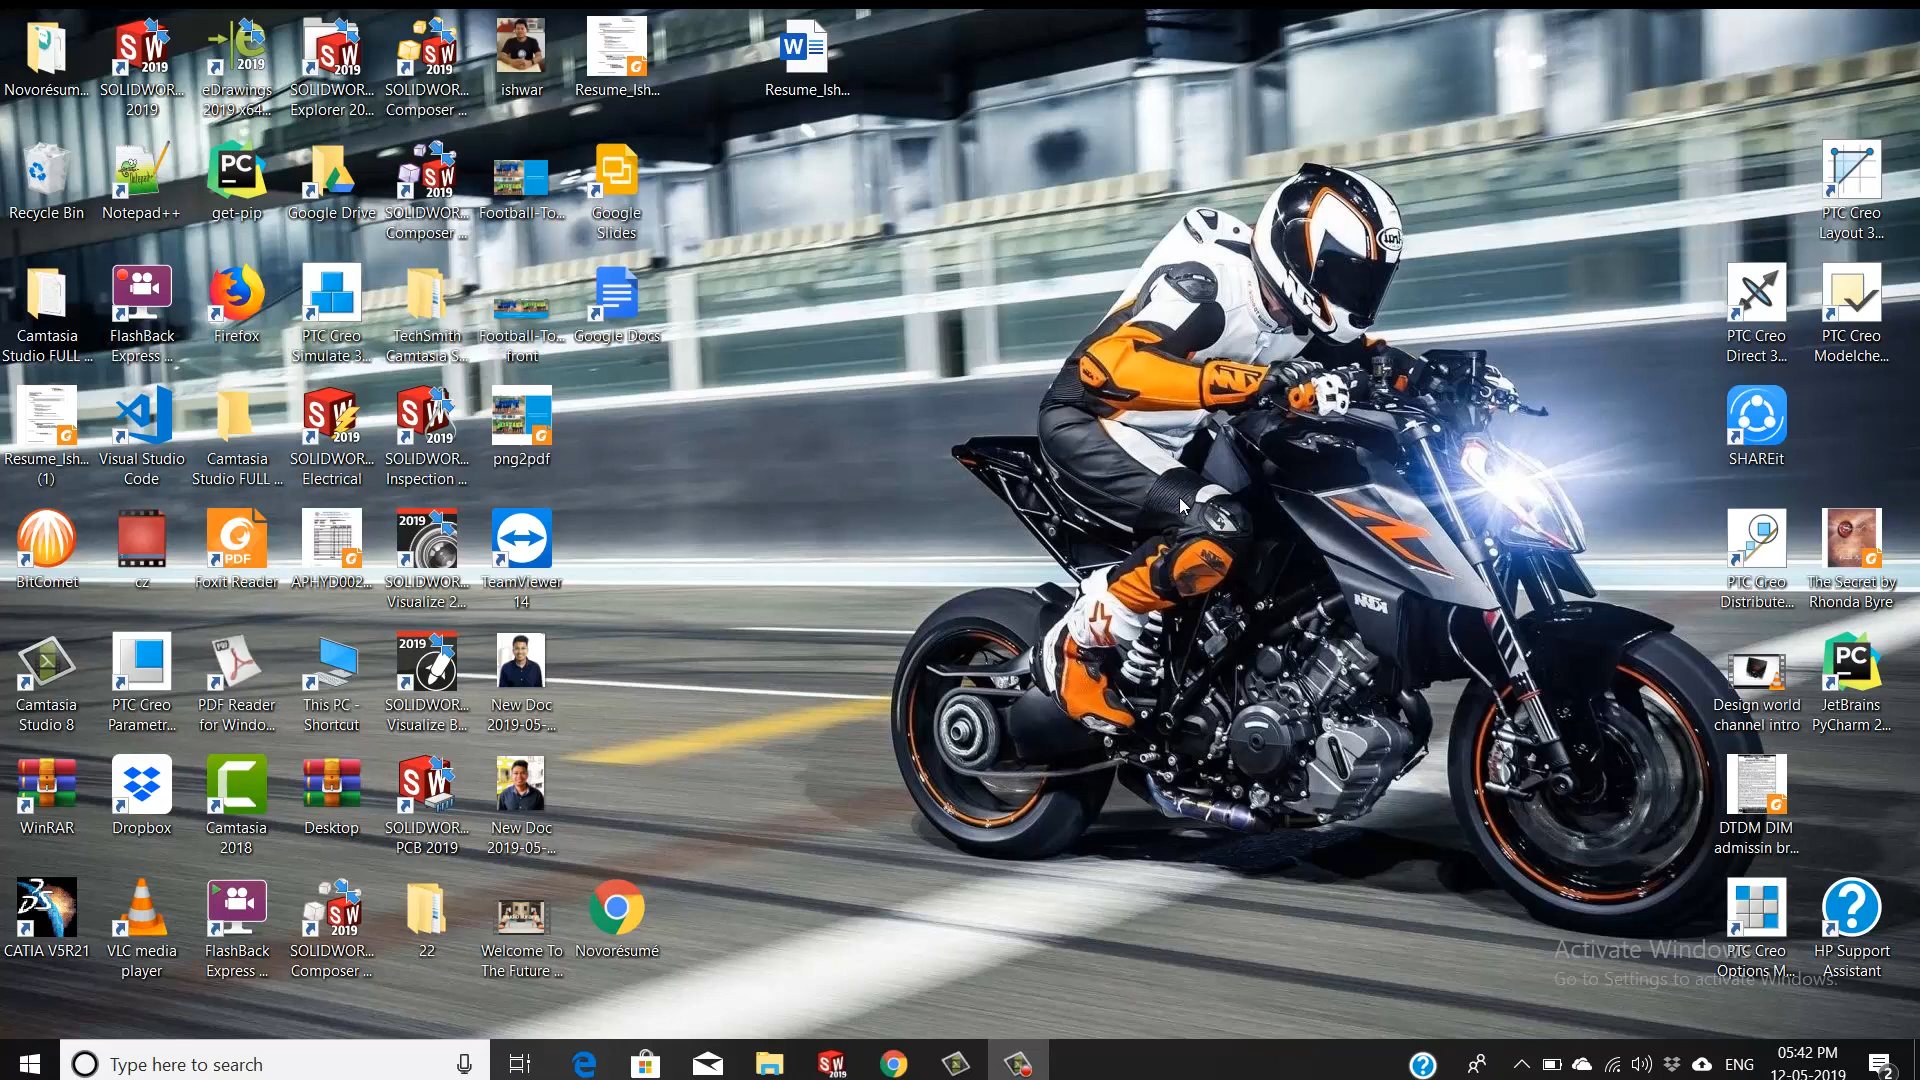 Novorésum...
SOLIDWOR...
2019
eDrawings
2019 x64...
SOLIDWOR...
Explorer 20...
SOLIDWOR...
Composer ...
ishwar
Resume_Ish...
Resume_Ish...
Recycle Bin
Notepad++
get-pip
Google Drive
SOLIDWOR...
Composer ...
Football-To...
Google
Slides
PTC Creo
Layout 3...
Camtasia
Studio FULL ...
FlashBack
Express ...
Firefox
PTC Creo
Simulate 3...
TechSmith
Camtasia S...
Football-To...
front
Google Docs
PTC Creo
Direct 3...
PTC Creo
Modelche...
Resume_Ish...
(1)
Visual Studio
Code
Camtasia
Studio FULL ...
SOLIDWOR...
Electrical
SOLIDWOR...
Inspection ...
png2pdf
SHAREit
BitComet
cz
Foxit Reader
APHYD002...
SOLIDWOR...
Visualize 2...
TeamViewer
14
PTC Creo
Distribute...
The Secret by
Rhonda Byre
Camtasia
Studio 8
PTC Creo
Parametr...
PDF Reader
for Windo...
This PC -
Shortcut
SOLIDWOR...
Visualize B...
New Doc
2019-05-...
Design world
channel intro
JetBrains
PyCharm 2...
WinRAR
Dropbox
Camtasia
2018
Desktop
SOLIDWOR...
PCB 2019
New Doc
2019-05-...
DTDM DIM
admissin br...
CATIA V5R21
VLC media
player
FlashBack
Express ...
SOLIDWOR...
Composer ...
22
Welcome To
The Future ...
Novorésumé
PTC Creo
Options M...
HP Support
Assistant
Activate Windows
Go to Settings to activate Windows.
Type here to search
ENG
05:42 PM
12-05-2019
2